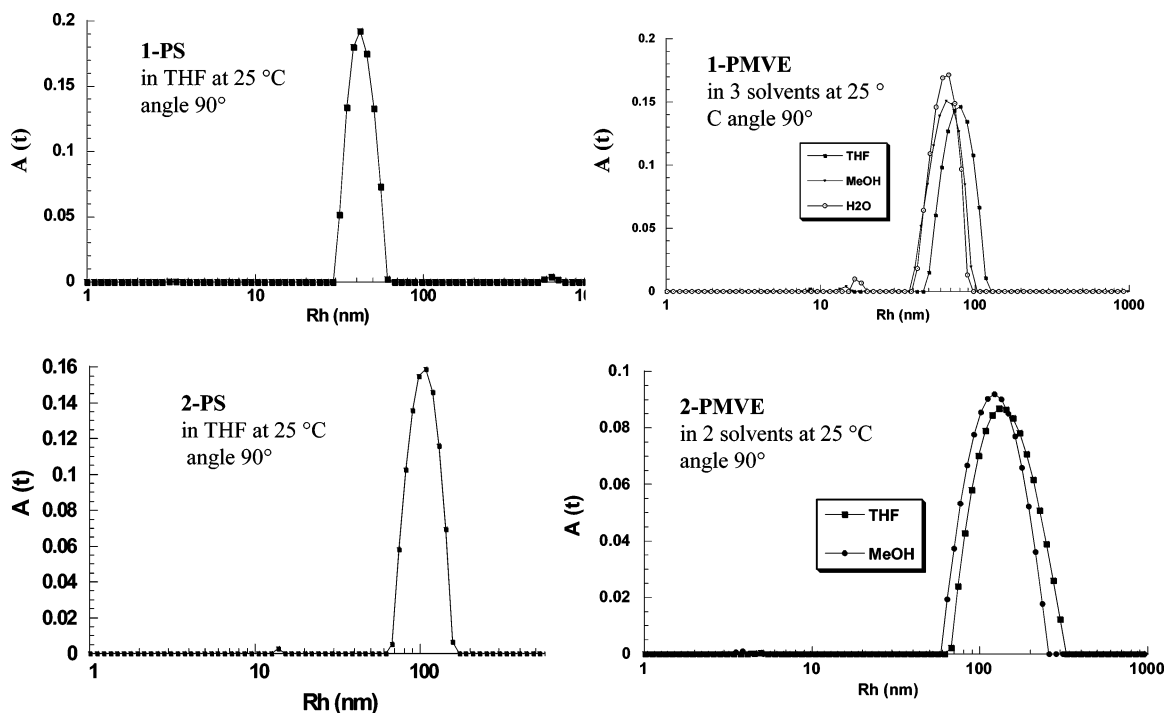 0.2
0.15
0.1
0.05
0
A (t)
1-PS
in THF at 25 °C
angle 90°
1
10
100
10
Rh (nm)
0.2
0.15
0.1
0.05
0
A (t)
1-PMVE
in 3 solvents at 25 °
C angle 90°
THF
MeOH
H2O
1
10
100
1000
Rh (nm)
0.16
0.14
0.12
0.1
0.08
0.06
0.04
0.02
0
A (t)
2-PS
in THF at 25 °C
angle 90°
1
10
100
Rh (nm)
0.1
0.08
0.06
0.04
0.02
0
A (t)
2-PMVE
in 2 solvents at 25 °C
angle 90°
THF
MeOH
1
10
100
1000
Rh (nm)